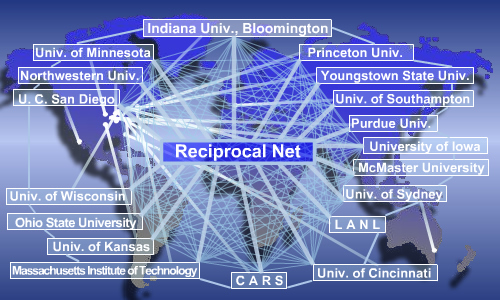 Indiana Univ., Bloomington
Univ. of Minnesota
Princeton Univ.
Northwestern Univ.
Youngstown State Univ.
U. C. San Diego
Univ. of Southampton
Purdue Univ.
University of Iowa
Reciprocal Net
McMaster University
Univ. of Wisconsin
Univ. of Sydney
Ohio State University
L A N L
Univ. of Kansas
Massachusetts Institute of Technology
Univ. of Cincinnati
C A R S